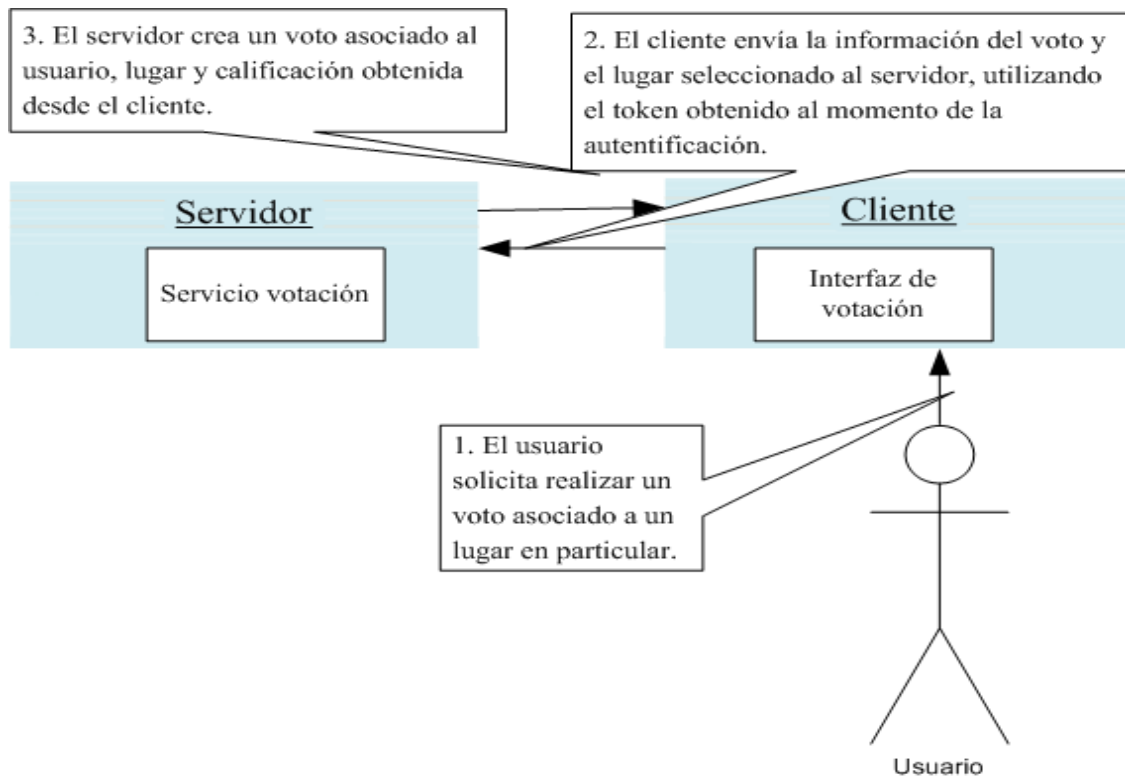 3. El servidor crea un voto asociado al
usuario, lugar y calificación obtenida
desde el cliente.
2. El cliente envía la información del voto y
el lugar seleccionado al servidor, utilizando
el token obtenido al momento de la
autentificación.
Servidor
Servicio votación
Cliente
Interfaz de
votación
1. El usuario
solicita realizar un
voto asociado a un
lugar en particular.
Usuario